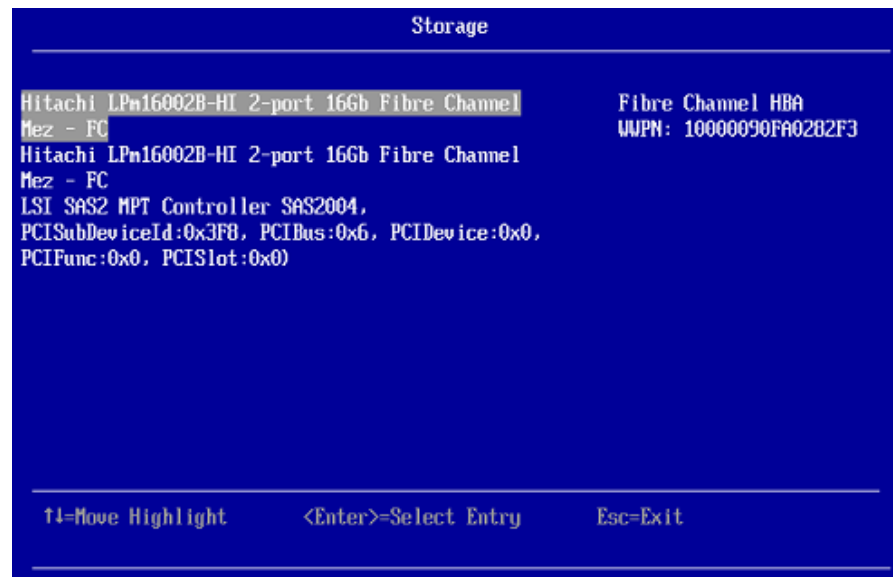 Storage
Hitachi LPm16002B-HI 2-port 16Gb Fibre Channel
Mez - FC
Fibre Channel HBA
WWPN: 10000090FA0282F3
Hitachi LPm16002B-HI 2-port 16Gb Fibre Channel
Mez - FC
LSI SAS2 MPT Controller SAS2004,
PCISubDeviceId:0x3F8, PCIBus:0x6, PCIDevice:0x0,
PCIFunc:0x0, PCISlot:0x0)
↑↓=Move Highlight <Enter>=Select Entry Esc=Exit